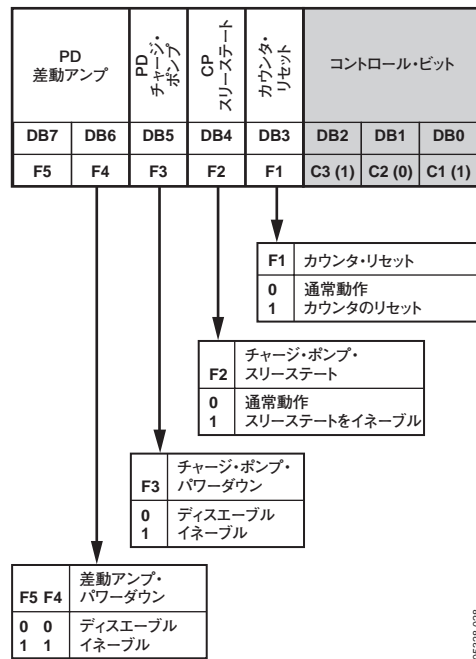 PD
差動アンプ
PD
チャージ・
ポンプ
CP
スリーステート
カウンタ・
リセット
コントロール・ビット
DB7 DB6 DB5 DB4 DB3 DB2 DB1 DB0
F5 F4 F3 F2 F1 C3 (1) C2 (0) C1 (1)
F1 カウンタ・リセット
0 通常動作
1 カウンタのリセット
チャージ・ポンプ・
F2 スリーステート
0 通常動作
1 スリーステートをイネーブル
チャージ・ポンプ・
F3 パワーダウン
0 ディスエーブル
1 イネーブル
差動アンプ・
F5 F4 パワーダウン
0 0 ディスエーブル
1 1 イネーブル